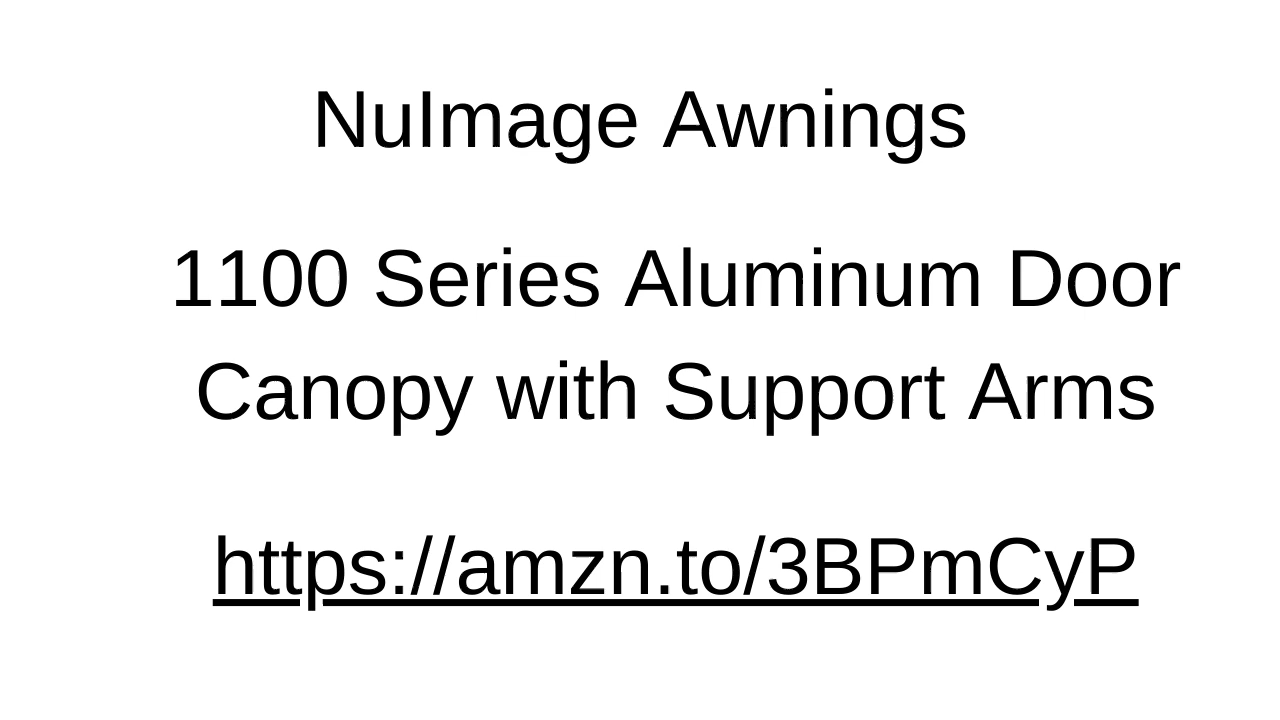 NuImage Awnings
1100 Series Aluminum Door
Canopy with Support Arms
https://amzn.to/3BPmCyP